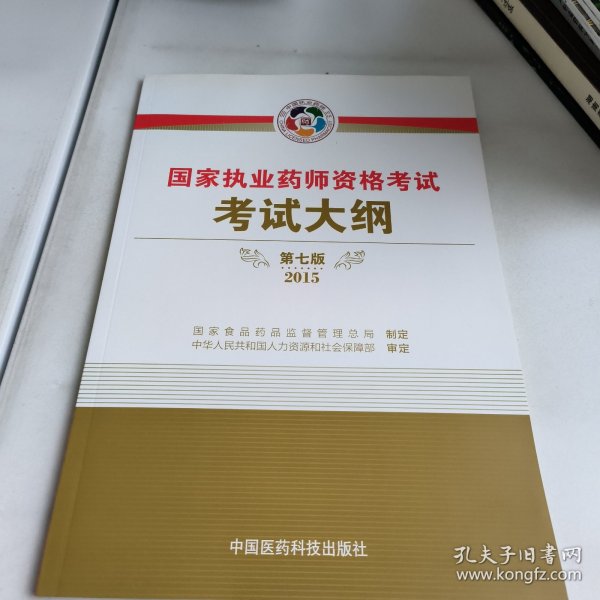 国家执业药师资格考试
考试大纲
第七版
2015
国家食品药品监督管理总局 制定
中华人民共和国人力资源和社会保障部 审定
中国医药科技出版社
孔夫子旧书网
www.kongfz.com